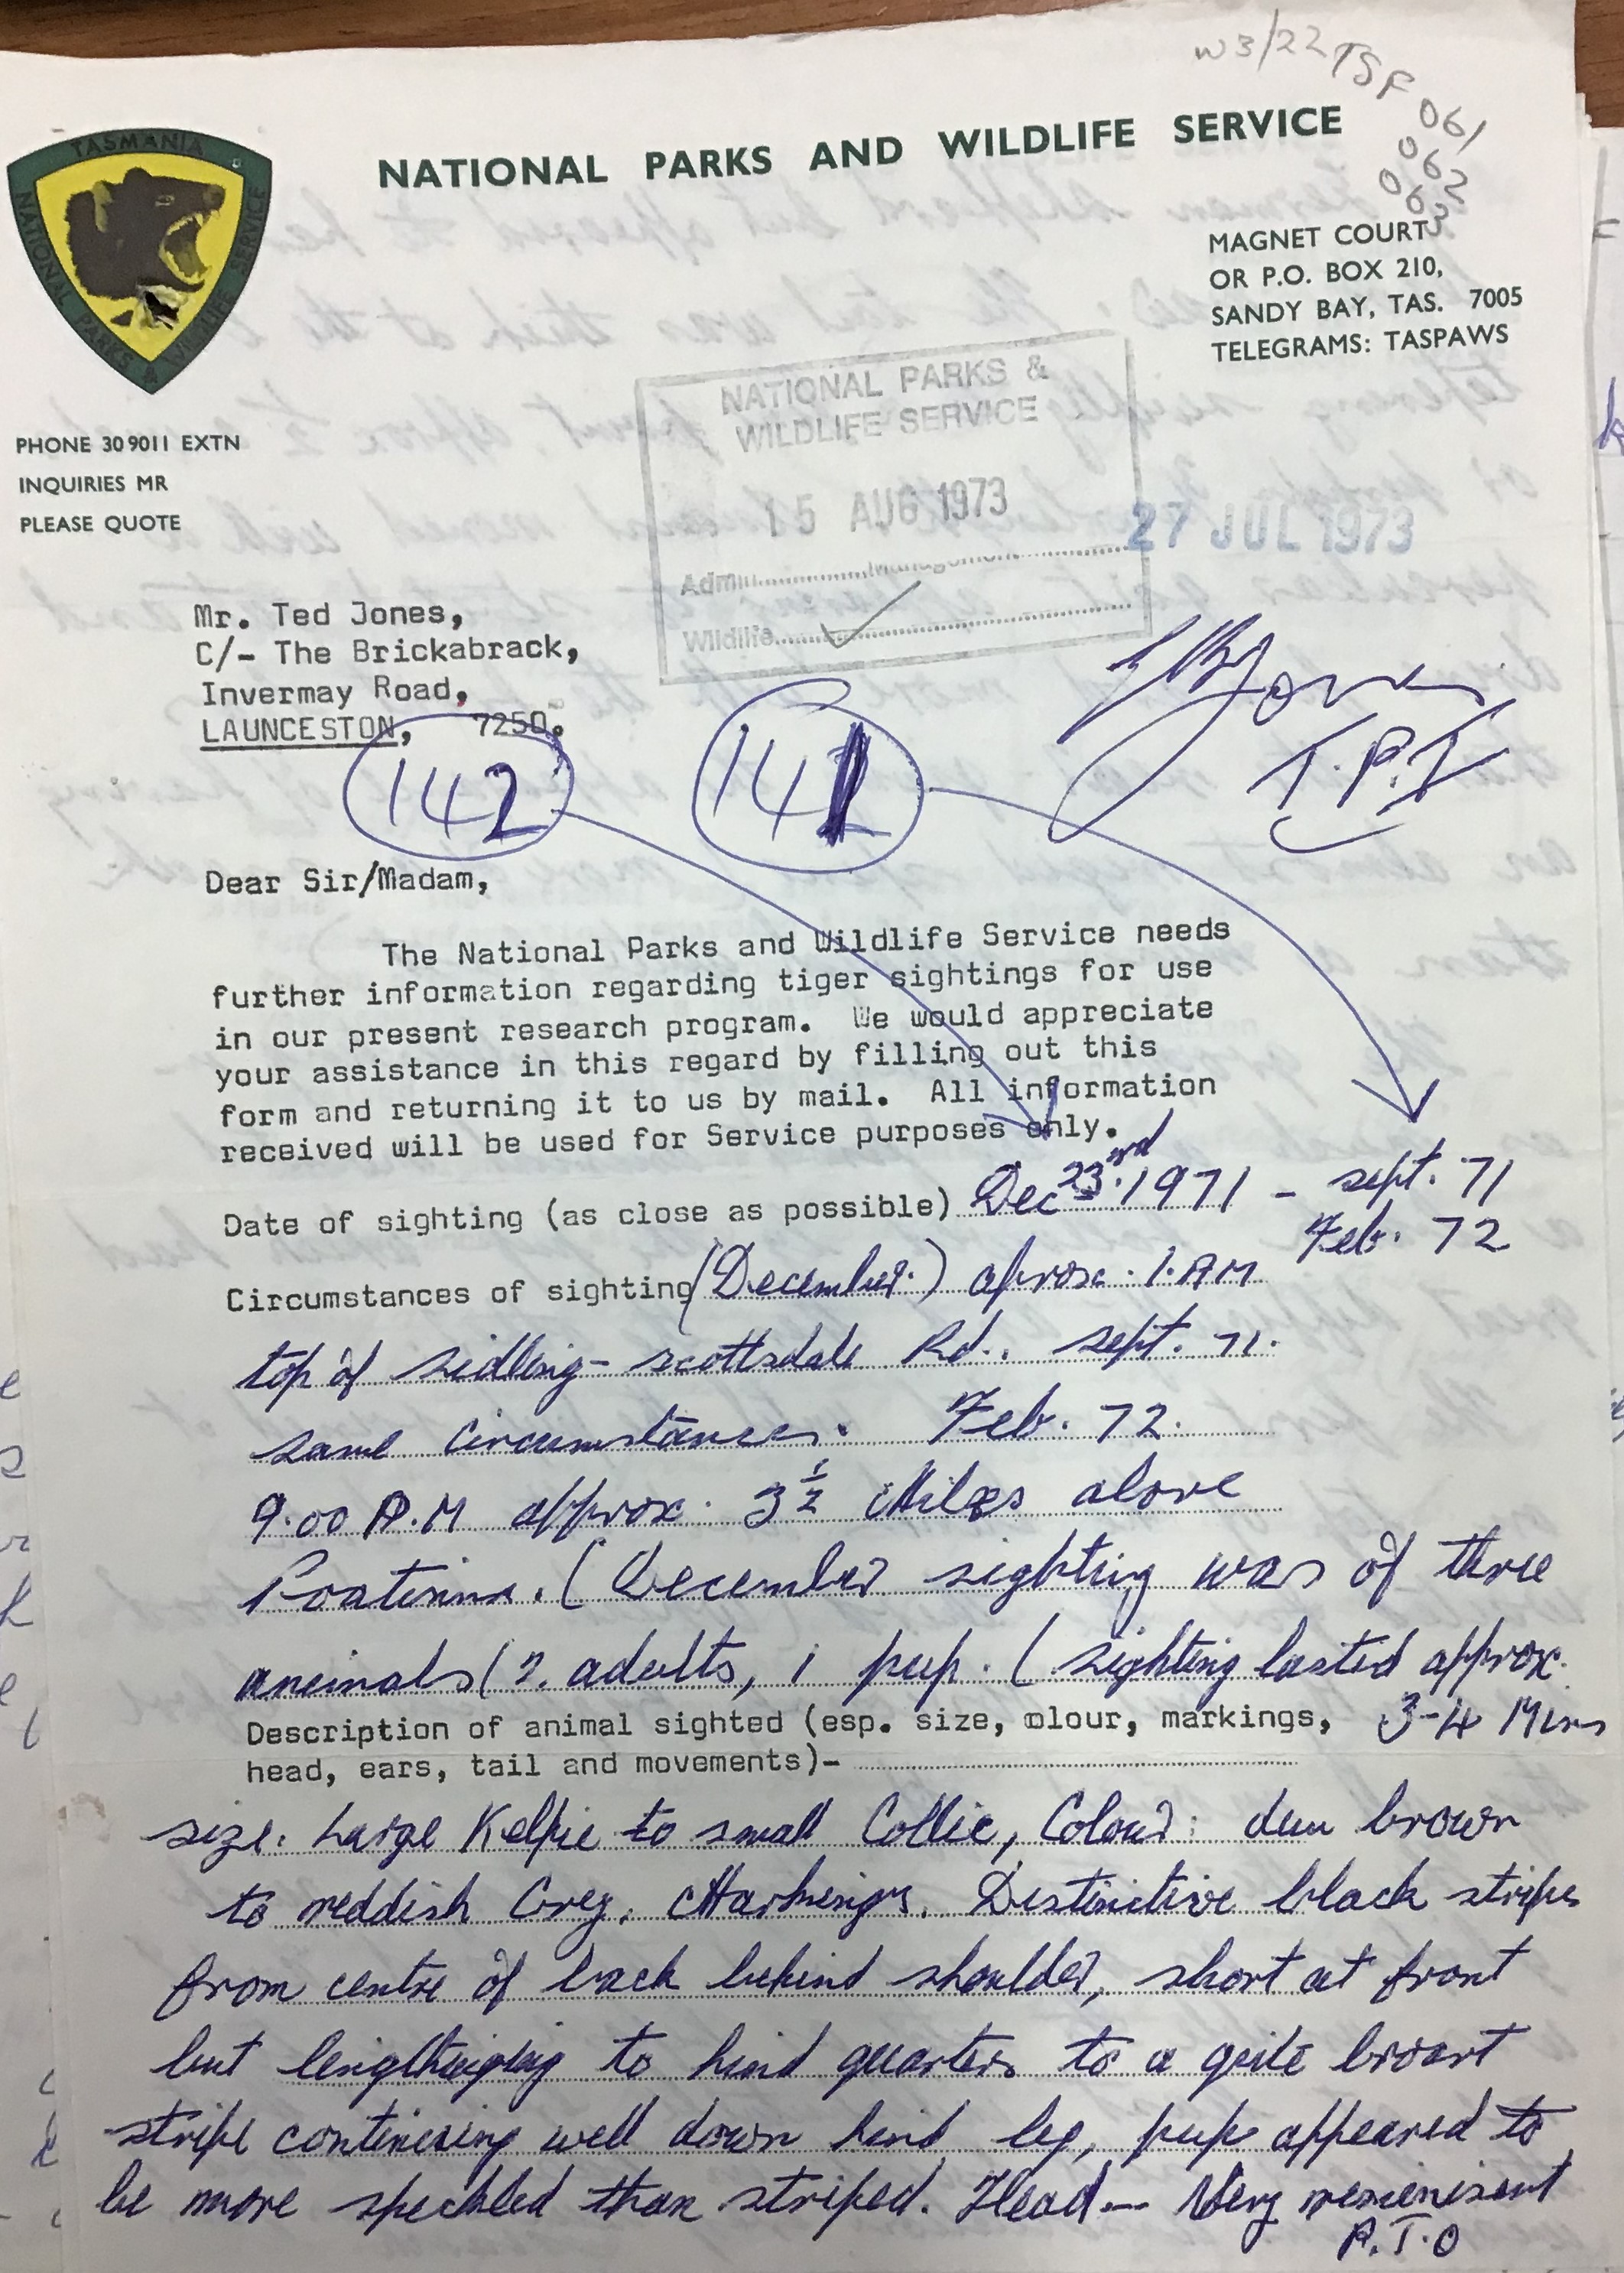 W3/22 TSF 061
062
063
TASMANIA
NATIONAL PARKS & WILDLIFE SERVICE
NATIONAL PARKS AND WILDLIFE SERVICE
MAGNET COURT
OR P.O. BOX 210,
SANDY BAY, TAS. 7005
TELEGRAMS: TASPAWS
PHONE 30 9011 EXTN
INQUIRIES MR
PLEASE QUOTE
NATIONAL PARKS &
WILDLIFE SERVICE
15 AUG 1973
27 JUL 1973
Admin Management
Wildlife
Mr. Ted Jones,
C/- The Brickabrack,
Invermay Road,
LAUNCESTON, 7250.
Jones
T.P.I
142
141
Dear Sir/Madam,
The National Parks and Wildlife Service needs
further information regarding tiger sightings for use
in our present research program. We would appreciate
your assistance in this regard by filling out this
form and returning it to us by mail. All information
received will be used for Service purposes only.
Date of sighting (as close as possible) Dec 23rd. 1971 - sept. 71
Feb. 72
Circumstances of sighting (December.) aprox. 1. AM
top of sidling - scottsdale Rd.. sept. 71.
same circumstances. Feb. 72.
9.00 P.M approx. 3½ Miles above
Poatinna. (December sighting was of three
animals (2. adults, 1 pup. (sighting lasted approx.
3-4 Mins
Description of animal sighted (esp. size, colour, markings,
head, ears, tail and movements)-
size. Large Kelpie to small Collie, Colour: dun brown
to reddish Grey. Markings. Distinctive black stripes
from centre of back behind shoulder, short at front
but lengthening to hind quarters to a quite broart
stripe continuing well down hind leg, pup appeared to
be more speckled than striped. Head - Very remienisent
P.T.O